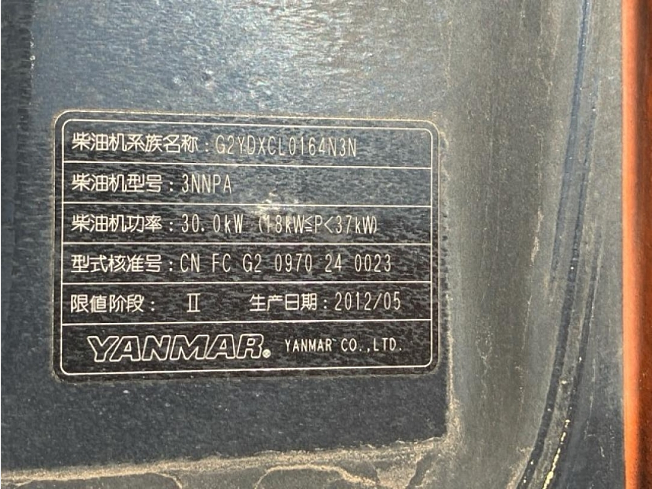 柴油机系族名称：G2YDXCL0164N3N
柴油机型号：3NNPA
柴油机功率：30.0kW (18kW≤P<37kW)
型式核准号：CN FC G2 0970 24 0023
限值阶段： Ⅱ 生产日期：2012/05
YANMAR® YANMAR CO.,LTD.